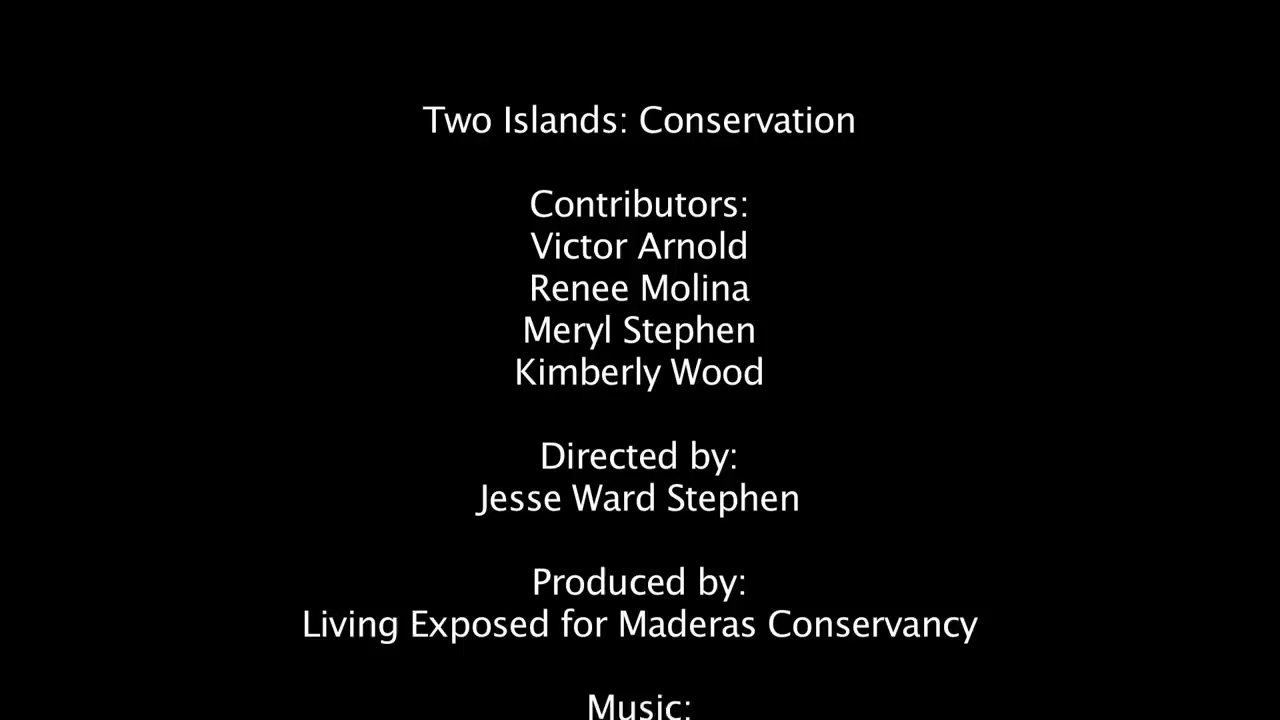 Two Islands: Conservation
Contributors:
Victor Arnold
Renee Molina
Meryl Stephen
Kimberly Wood
Directed by:
Jesse Ward Stephen
Produced by:
Living Exposed for Maderas Conservancy
Music: